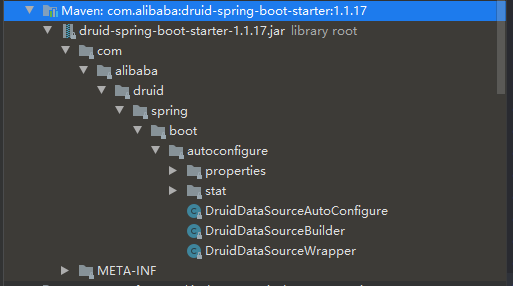 Maven: com.alibaba:druid-spring-boot-starter:1.1.17
druid-spring-boot-starter-1.1.17.jar library root
com
alibaba
druid
spring
boot
autoconfigure
properties
stat
DruidDataSourceAutoConfigure
DruidDataSourceBuilder
DruidDataSourceWrapper
META-INF